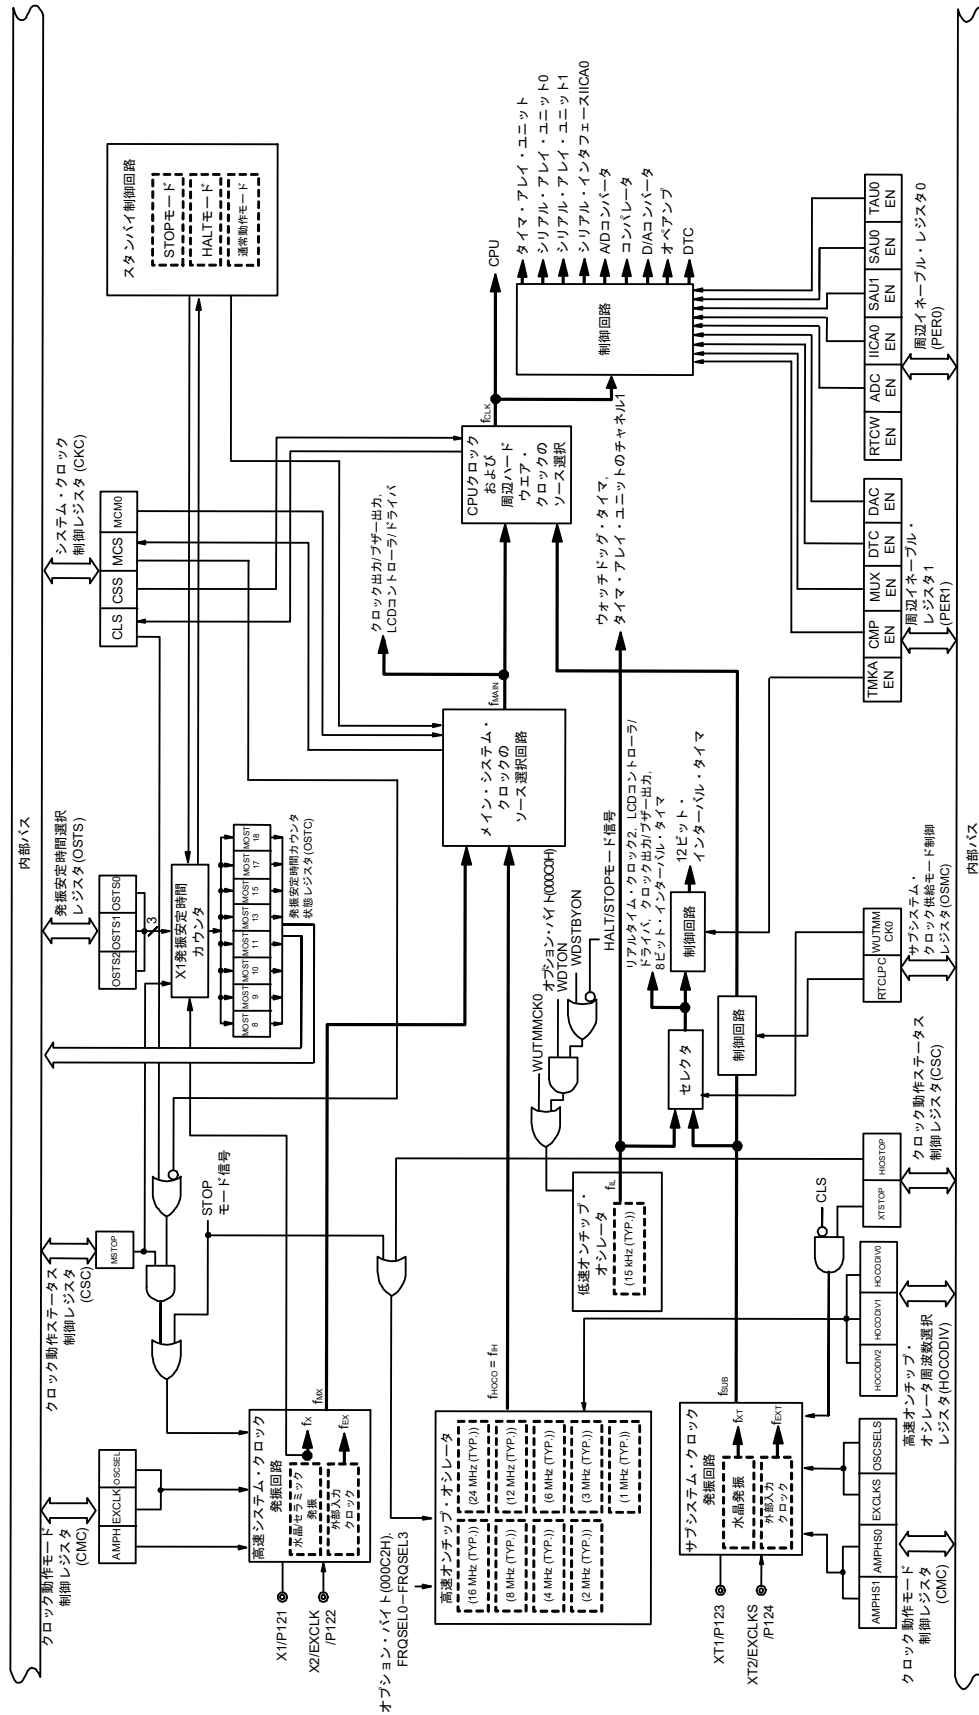 内部バス
クロック動作モード
制御レジスタ
(CMC)
AMPH EXCLK OSCSEL
クロック動作ステータス
制御レジスタ
(CSC)
MSTOP
発振安定時間選択
レジスタ(OSTS)
OSTS2 OSTS1 OSTS0
3
システム・クロック
制御レジスタ (CKC)
CLS CSS MCS MCM0
スタンバイ制御回路
STOPモード
HALTモード
通常動作モード
STOP
モード信号
X1発振安定時間
カウンタ
MOST 8
MOST 9
MOST 10
MOST 11
MOST 13
MOST 15
MOST 17
MOST 18
発振安定時間カウンタ
状態レジスタ(OSTC)
高速システム・クロック
発振回路
水晶/セラミック
発振
fX
外部入力
クロック
fEX
X1/P121
X2/EXCLK
/P122
fMX
オプション・バイト(000C2H)
FRQSEL0－FRQSEL3
高速オンチップ・オシレータ
(16 MHz (TYP.)) (24 MHz (TYP.))
(8 MHz (TYP.)) (12 MHz (TYP.))
(4 MHz (TYP.)) (6 MHz (TYP.))
(2 MHz (TYP.)) (3 MHz (TYP.))
(1 MHz (TYP.))
fHOCO = fIH
メイン・システム・
クロックの
ソース選択回路
fMAIN
クロック出力/ブザー出力,
LCDコントローラ/ドライバ
CPUクロック
および
周辺ハード
ウエア・
クロックの
ソース選択
fCLK
CPU
制御回路
タイマ・アレイ・ユニット
シリアル・アレイ・ユニット0
シリアル・アレイ・ユニット1
シリアル・インタフェースIICA0
A/Dコンバータ
コンパレータ
D/Aコンバータ
オペアンプ
DTC
WUTMMCK0
オプション・バイト(000C0H)
WDTON
WDSTBYON
HALT/STOPモード信号
低速オンチップ・
オシレータ
(15 kHz (TYP.))
fIL
ウォッチドッグ・タイマ,
タイマ・アレイ・ユニットのチャネル1
リアルタイム・クロック2, LCDコントローラ/
ドライバ, クロック出力/ブザー出力,
8ビット・インターバル・タイマ
セレクタ
制御回路
12ビット・
インターバル・タイマ
制御回路
サブシステム・クロック
発振回路
水晶発振
fXT
外部入力
クロック
fEXT
XT1/P123
XT2/EXCLKS
/P124
fSUB
CLS
AMPHS1 AMPHS0 EXCLKS OSCSELS
クロック動作モード
制御レジスタ
(CMC)
HOCODIV2 HOCODIV1 HOCODIV0
高速オンチップ・
オシレータ周波数選択
レジスタ(HOCODIV)
XTSTOP HIOSTOP
クロック動作ステータス
制御レジスタ(CSC)
RTCLPC WUTMM CK0
サブシステム・
クロック供給モード制御
レジスタ(OSMC)
TMKA EN CMP EN MUX EN DTC EN DAC EN
周辺イネーブル・
レジスタ1
(PER1)
RTCW EN ADC EN IICA0 EN SAU1 EN SAU0 EN TAU0 EN
周辺イネーブル・レジスタ0
(PER0)
内部バス